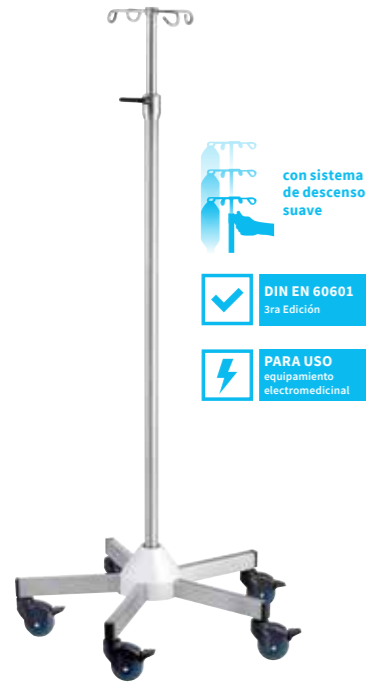 con sistema
de descenso
suave
DIN EN 60601
3ra Edición
PARA USO
equipamiento
electromedicinal